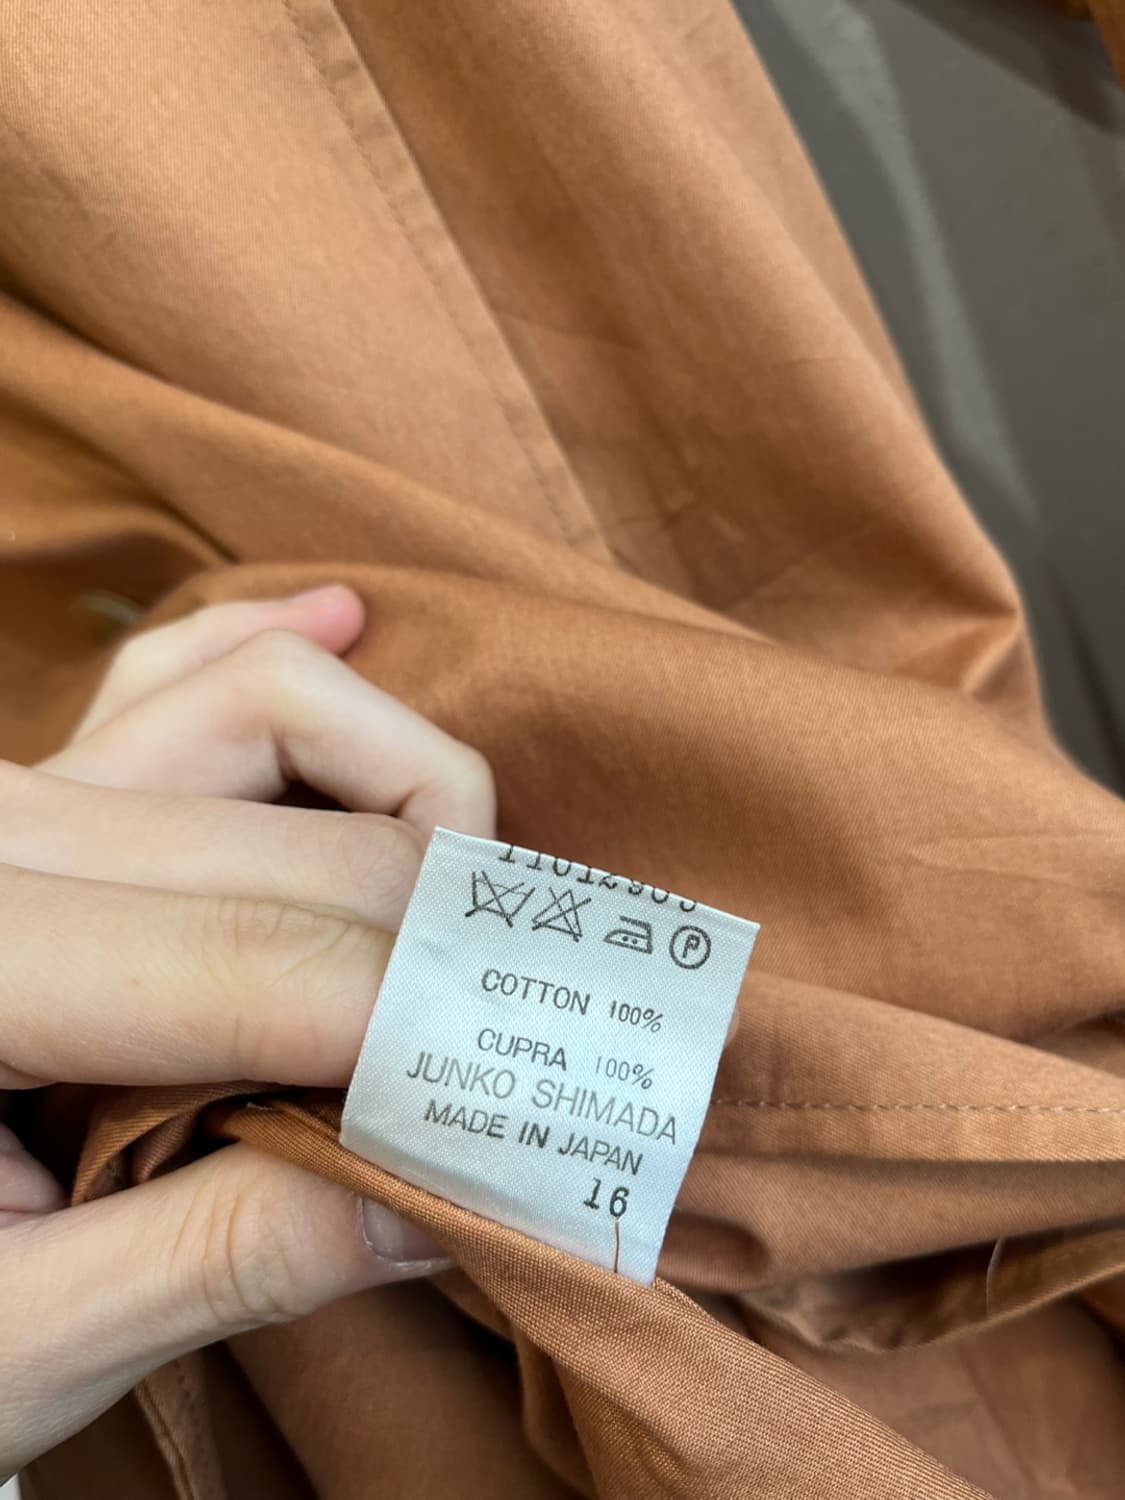 P
COTTON 100%
CUPRA 100%
JUNKO SHIMADA
MADE IN JAPAN
16